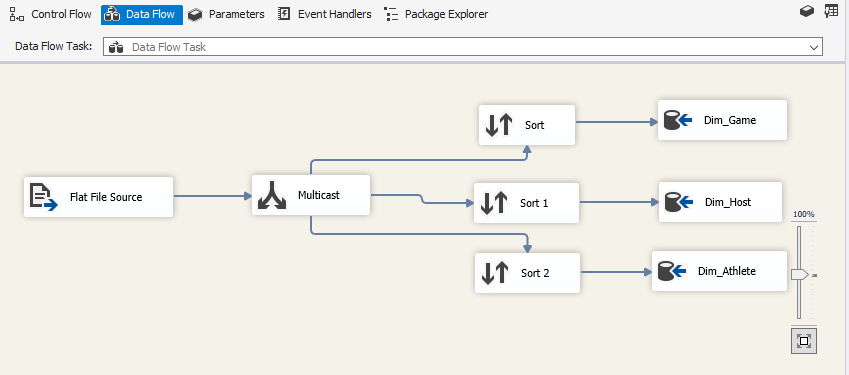 Control Flow Data Flow Parameters Event Handlers Package Explorer
Data Flow Task: Data Flow Task
Sort Dim_Game
Flat File Source Multicast Sort 1 Dim_Host
100%
Sort 2 Dim_Athlete